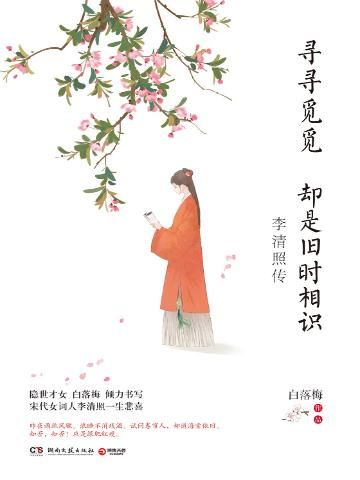 寻寻觅觅 却是旧时相识
李清照传
隐世才女 白落梅 倾力书写
宋代女词人李清照一生悲喜
昨夜雨疏风骤，浓睡不消残酒。试问卷帘人，却道海棠依旧。
知否，知否？应是绿肥红瘦。
白落梅
作品
湖南文艺出版社
博集天卷